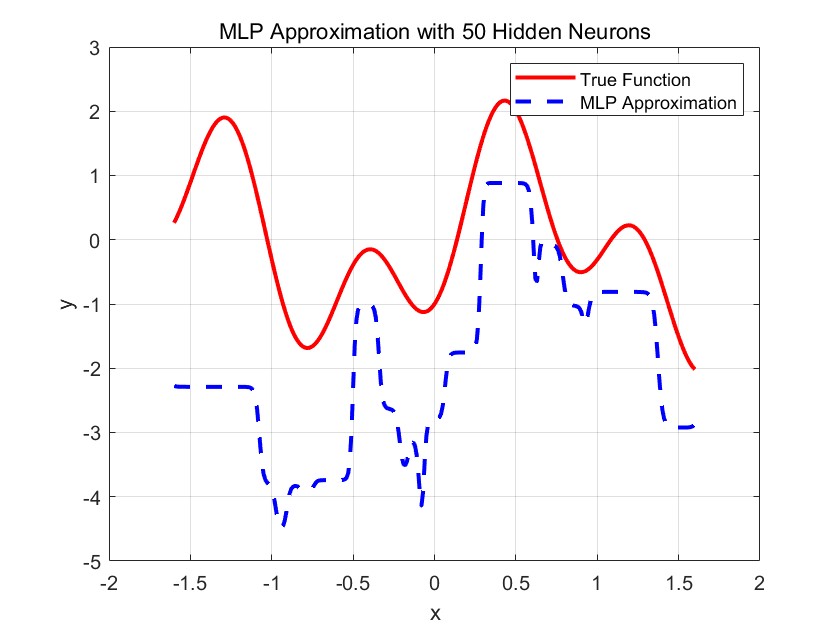 MLP Approximation with 50 Hidden Neurons
True Function
MLP Approximation
3
2
1
0
-1
-2
-3
-4
-5
y
-2 -1.5 -1 -0.5 0 0.5 1 1.5 2
x